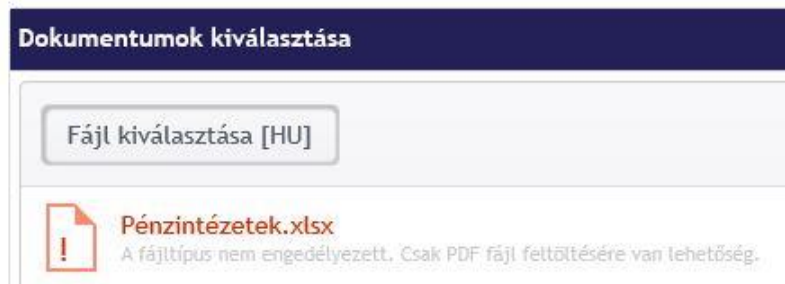 Dokumentumok kiválasztása
Fájl kiválasztása [HU]
Pénzintézetek.xlsx
A fájltípus nem engedélyezett. Csak PDF fájl feltöltésére van lehetőség.